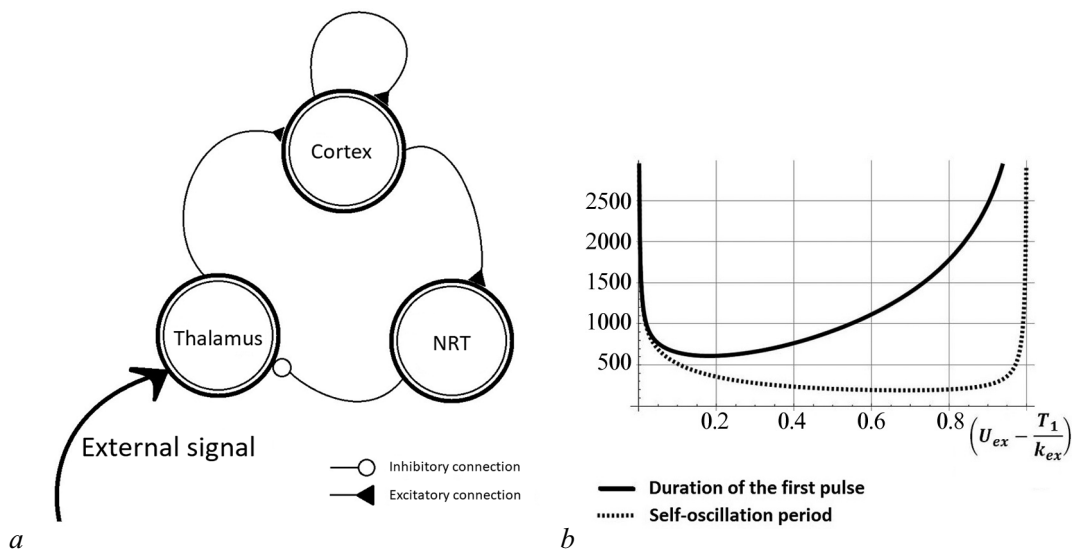 Cortex
Thalamus
NRT
External signal
Inhibitory connection
Excitatory connection
a
2500
2000
1500
1000
500
0.2 0.4 0.6 0.8
(U_ex − T_1/k_ex)
Duration of the first pulse
Self-oscillation period
b